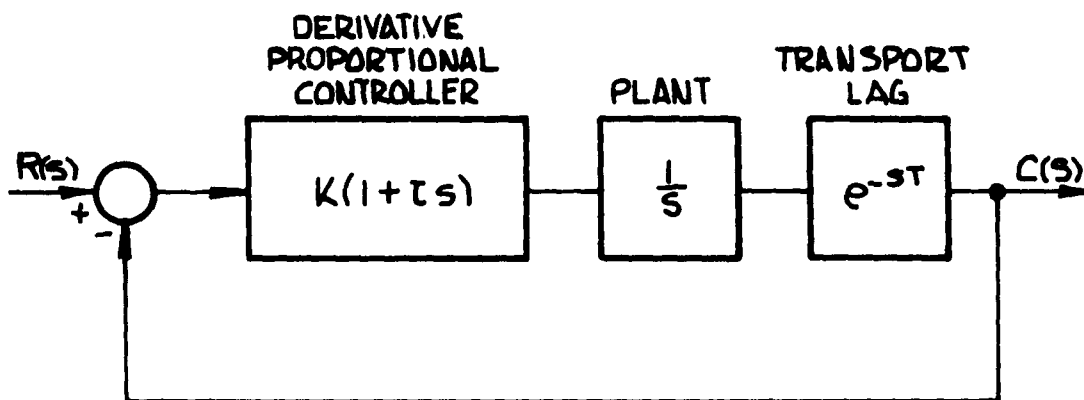 DERIVATIVE
PROPORTIONAL
CONTROLLER
PLANT
TRANSPORT
LAG
R(s)
+
-
K(1+τs)
1
s
e^{-sT}
C(s)